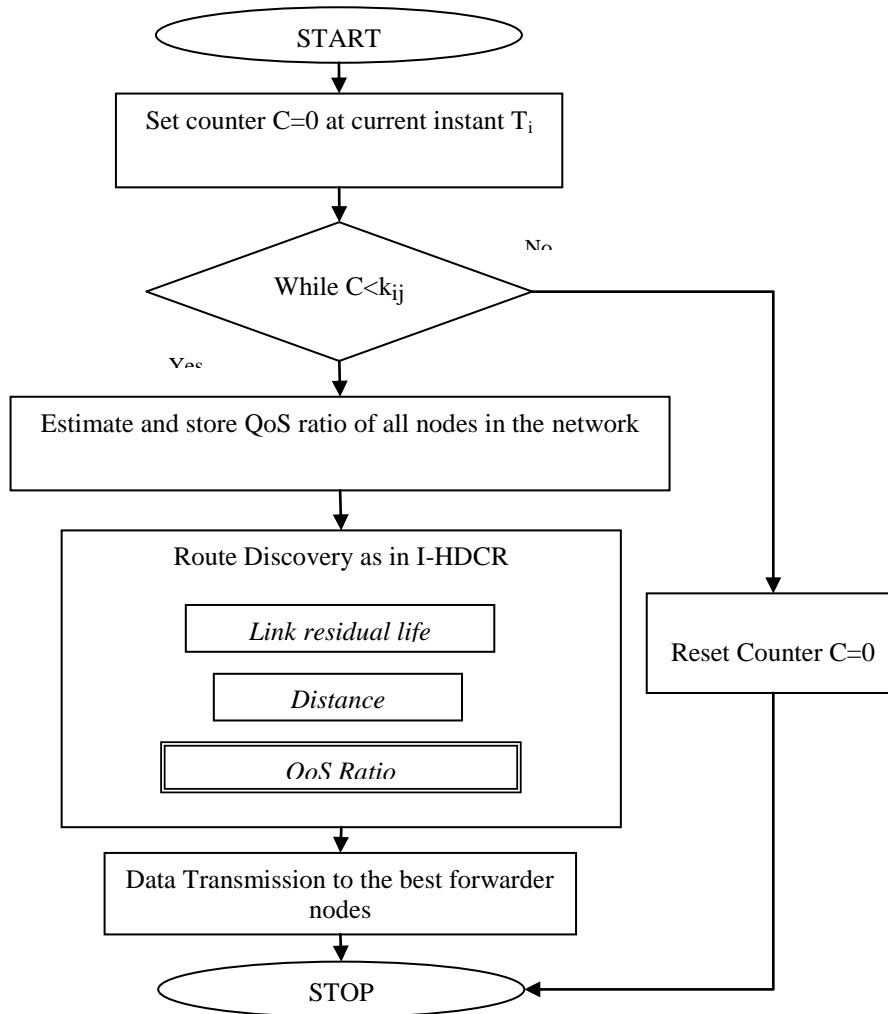 START
Set counter C=0 at current instant Tᵢ
No
While C<kᵢⱼ
Yes
Estimate and store QoS ratio of all nodes in the network
Route Discovery as in I-HDCR
Link residual life
Reset Counter C=0
Distance
QoS Ratio
Data Transmission to the best forwarder
nodes
STOP